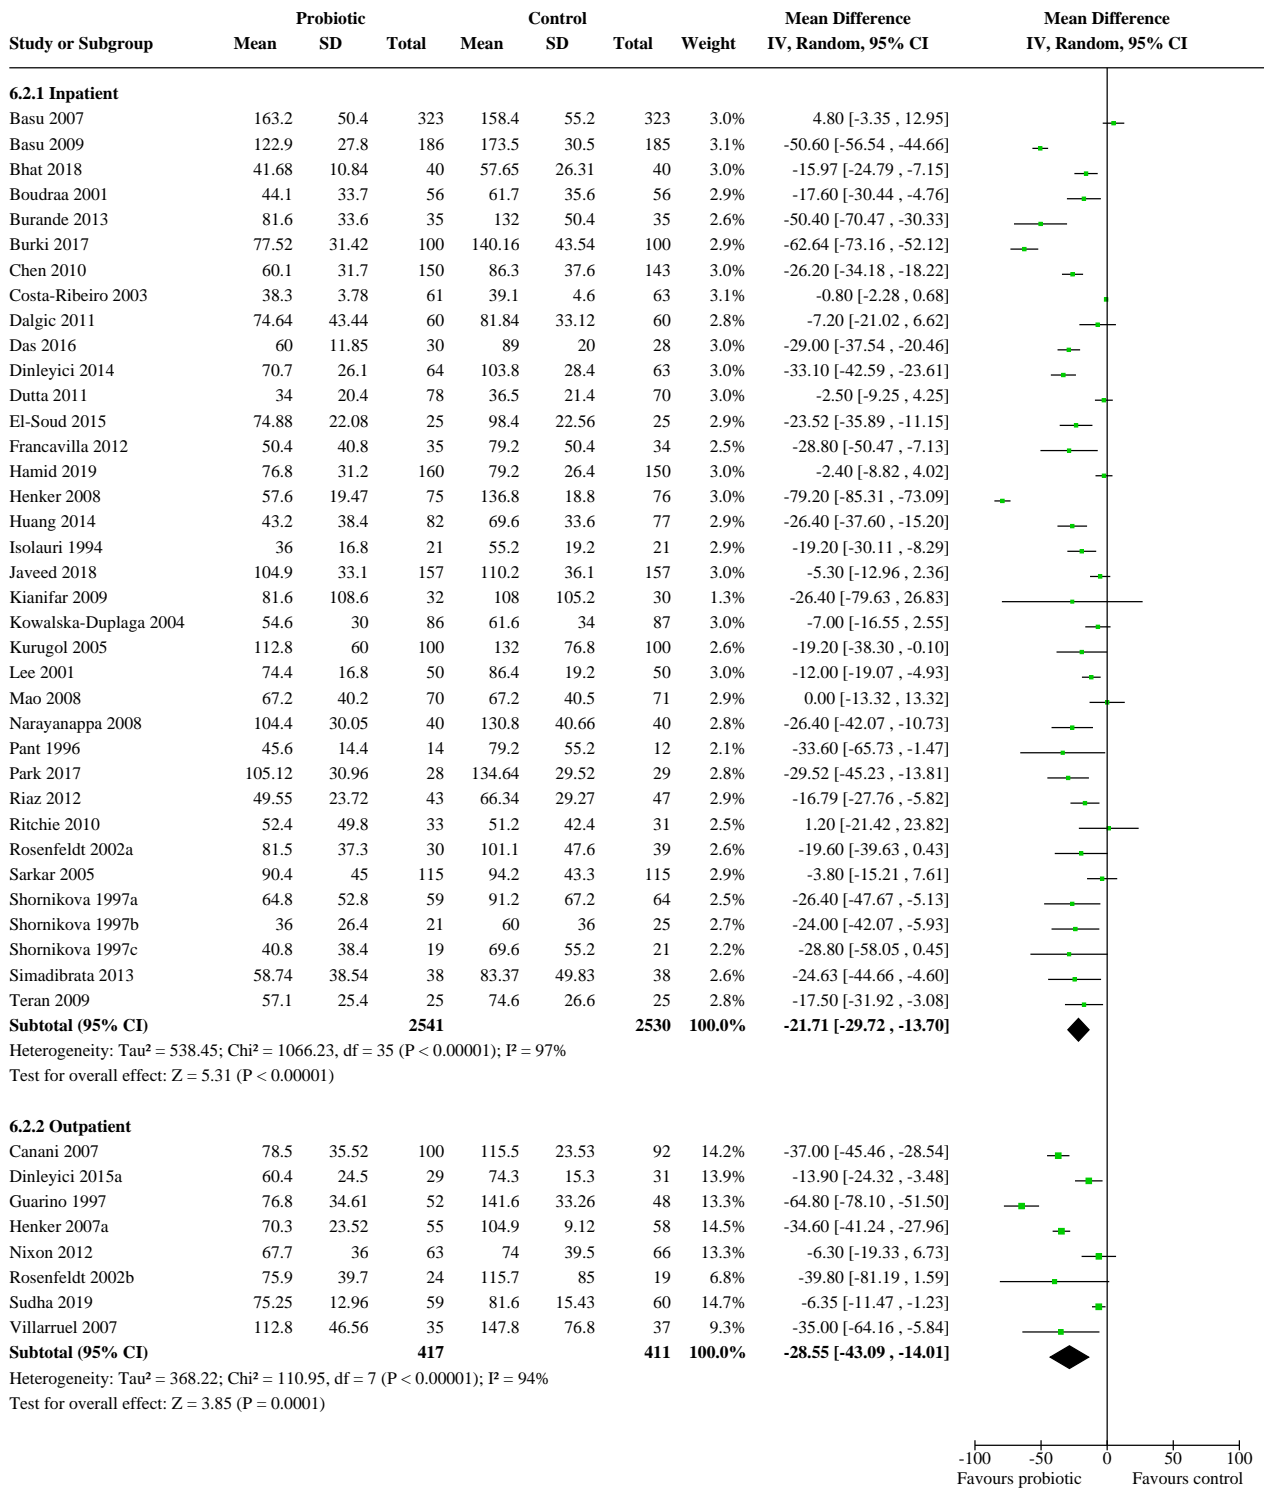 Probiotic Control Mean Difference Mean Difference
Study or Subgroup Mean SD Total Mean SD Total Weight IV, Random, 95% CI IV, Random, 95% CI
6.2.1 Inpatient
Basu 2007 163.2 50.4 323 158.4 55.2 323 3.0% 4.80 [-3.35 , 12.95]
Basu 2009 122.9 27.8 186 173.5 30.5 185 3.1% -50.60 [-56.54 , -44.66]
Bhat 2018 41.68 10.84 40 57.65 26.31 40 3.0% -15.97 [-24.79 , -7.15]
Boudraa 2001 44.1 33.7 56 61.7 35.6 56 2.9% -17.60 [-30.44 , -4.76]
Burande 2013 81.6 33.6 35 132 50.4 35 2.6% -50.40 [-70.47 , -30.33]
Burki 2017 77.52 31.42 100 140.16 43.54 100 2.9% -62.64 [-73.16 , -52.12]
Chen 2010 60.1 31.7 150 86.3 37.6 143 3.0% -26.20 [-34.18 , -18.22]
Costa-Ribeiro 2003 38.3 3.78 61 39.1 4.6 63 3.1% -0.80 [-2.28 , 0.68]
Dalgic 2011 74.64 43.44 60 81.84 33.12 60 2.8% -7.20 [-21.02 , 6.62]
Das 2016 60 11.85 30 89 20 28 3.0% -29.00 [-37.54 , -20.46]
Dinleyici 2014 70.7 26.1 64 103.8 28.4 63 3.0% -33.10 [-42.59 , -23.61]
Dutta 2011 34 20.4 78 36.5 21.4 70 3.0% -2.50 [-9.25 , 4.25]
El-Soud 2015 74.88 22.08 25 98.4 22.56 25 2.9% -23.52 [-35.89 , -11.15]
Francavilla 2012 50.4 40.8 35 79.2 50.4 34 2.5% -28.80 [-50.47 , -7.13]
Hamid 2019 76.8 31.2 160 79.2 26.4 150 3.0% -2.40 [-8.82 , 4.02]
Henker 2008 57.6 19.47 75 136.8 18.8 76 3.0% -79.20 [-85.31 , -73.09]
Huang 2014 43.2 38.4 82 69.6 33.6 77 2.9% -26.40 [-37.60 , -15.20]
Isolauri 1994 36 16.8 21 55.2 19.2 21 2.9% -19.20 [-30.11 , -8.29]
Javeed 2018 104.9 33.1 157 110.2 36.1 157 3.0% -5.30 [-12.96 , 2.36]
Kianifar 2009 81.6 108.6 32 108 105.2 30 1.3% -26.40 [-79.63 , 26.83]
Kowalska-Duplaga 2004 54.6 30 86 61.6 34 87 3.0% -7.00 [-16.55 , 2.55]
Kurugol 2005 112.8 60 100 132 76.8 100 2.6% -19.20 [-38.30 , -0.10]
Lee 2001 74.4 16.8 50 86.4 19.2 50 3.0% -12.00 [-19.07 , -4.93]
Mao 2008 67.2 40.2 70 67.2 40.5 71 2.9% 0.00 [-13.32 , 13.32]
Narayanappa 2008 104.4 30.05 40 130.8 40.66 40 2.8% -26.40 [-42.07 , -10.73]
Pant 1996 45.6 14.4 14 79.2 55.2 12 2.1% -33.60 [-65.73 , -1.47]
Park 2017 105.12 30.96 28 134.64 29.52 29 2.8% -29.52 [-45.23 , -13.81]
Riaz 2012 49.55 23.72 43 66.34 29.27 47 2.9% -16.79 [-27.76 , -5.82]
Ritchie 2010 52.4 49.8 33 51.2 42.4 31 2.5% 1.20 [-21.42 , 23.82]
Rosenfeldt 2002a 81.5 37.3 30 101.1 47.6 39 2.6% -19.60 [-39.63 , 0.43]
Sarkar 2005 90.4 45 115 94.2 43.3 115 2.9% -3.80 [-15.21 , 7.61]
Shornikova 1997a 64.8 52.8 59 91.2 67.2 64 2.5% -26.40 [-47.67 , -5.13]
Shornikova 1997b 36 26.4 21 60 36 25 2.7% -24.00 [-42.07 , -5.93]
Shornikova 1997c 40.8 38.4 19 69.6 55.2 21 2.2% -28.80 [-58.05 , 0.45]
Simadibrata 2013 58.74 38.54 38 83.37 49.83 38 2.6% -24.63 [-44.66 , -4.60]
Teran 2009 57.1 25.4 25 74.6 26.6 25 2.8% -17.50 [-31.92 , -3.08]
Subtotal (95% CI) 2541 2530 100.0% -21.71 [-29.72 , -13.70]
Heterogeneity: Tau² = 538.45; Chi² = 1066.23, df = 35 (P < 0.00001); I² = 97%
Test for overall effect: Z = 5.31 (P < 0.00001)
6.2.2 Outpatient
Canani 2007 78.5 35.52 100 115.5 23.53 92 14.2% -37.00 [-45.46 , -28.54]
Dinleyici 2015a 60.4 24.5 29 74.3 15.3 31 13.9% -13.90 [-24.32 , -3.48]
Guarino 1997 76.8 34.61 52 141.6 33.26 48 13.3% -64.80 [-78.10 , -51.50]
Henker 2007a 70.3 23.52 55 104.9 9.12 58 14.5% -34.60 [-41.24 , -27.96]
Nixon 2012 67.7 36 63 74 39.5 66 13.3% -6.30 [-19.33 , 6.73]
Rosenfeldt 2002b 75.9 39.7 24 115.7 85 19 6.8% -39.80 [-81.19 , 1.59]
Sudha 2019 75.25 12.96 59 81.6 15.43 60 14.7% -6.35 [-11.47 , -1.23]
Villarruel 2007 112.8 46.56 35 147.8 76.8 37 9.3% -35.00 [-64.16 , -5.84]
Subtotal (95% CI) 417 411 100.0% -28.55 [-43.09 , -14.01]
Heterogeneity: Tau² = 368.22; Chi² = 110.95, df = 7 (P < 0.00001); I² = 94%
Test for overall effect: Z = 3.85 (P = 0.0001)
-100 -50 0 50 100
Favours probiotic Favours control